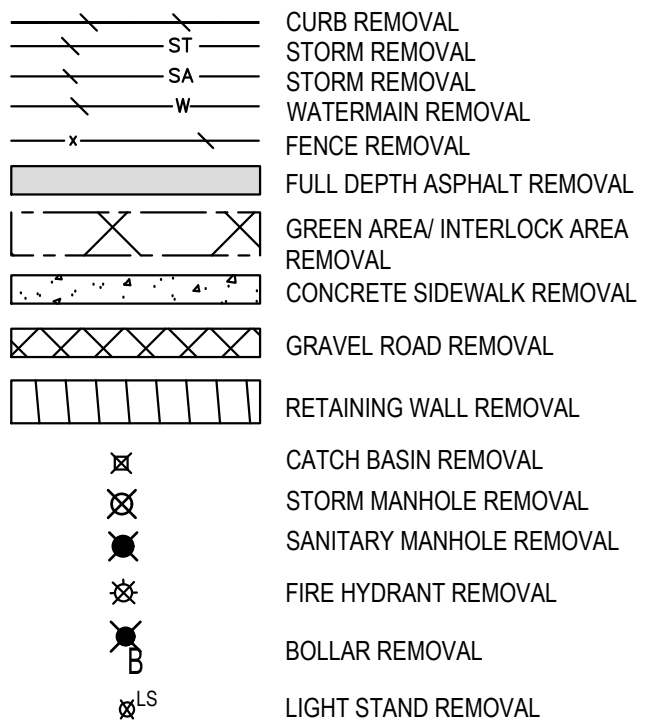 CURB REMOVAL
ST STORM REMOVAL
SA STORM REMOVAL
W WATERMAIN REMOVAL
x FENCE REMOVAL
FULL DEPTH ASPHALT REMOVAL
GREEN AREA/ INTERLOCK AREA
REMOVAL
CONCRETE SIDEWALK REMOVAL
GRAVEL ROAD REMOVAL
RETAINING WALL REMOVAL
CATCH BASIN REMOVAL
STORM MANHOLE REMOVAL
SANITARY MANHOLE REMOVAL
FIRE HYDRANT REMOVAL
B BOLLAR REMOVAL
LS LIGHT STAND REMOVAL